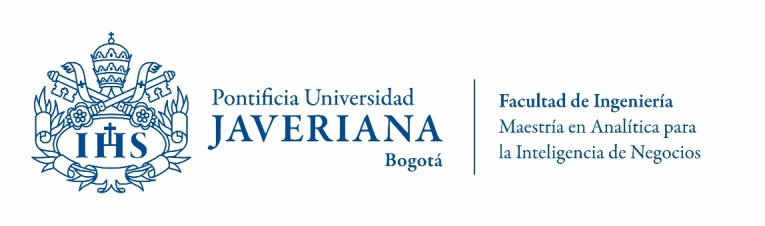 IHS
Pontificia Universidad
JAVERIANA
Bogotá
Facultad de Ingeniería
Maestría en Analítica para
la Inteligencia de Negocios